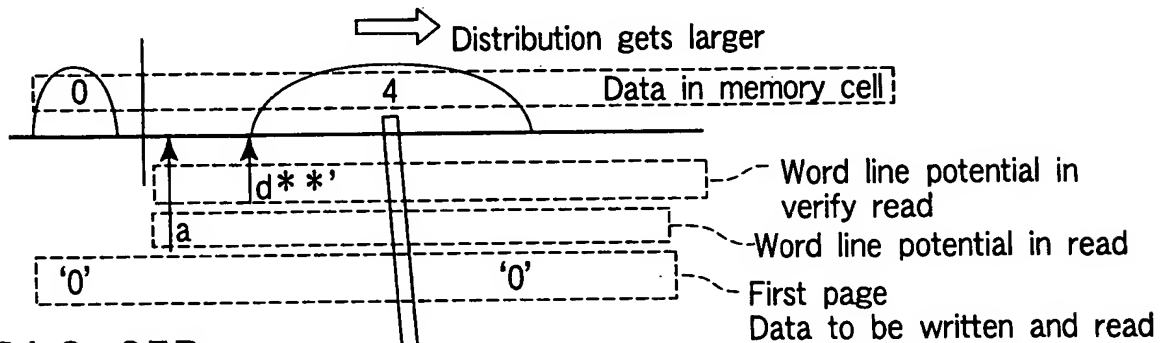 Distribution gets larger
0 4 Data in memory cell
d**'
Word line potential in
verify read
a
Word line potential in read
'0' '0'
First page
Data to be written and read